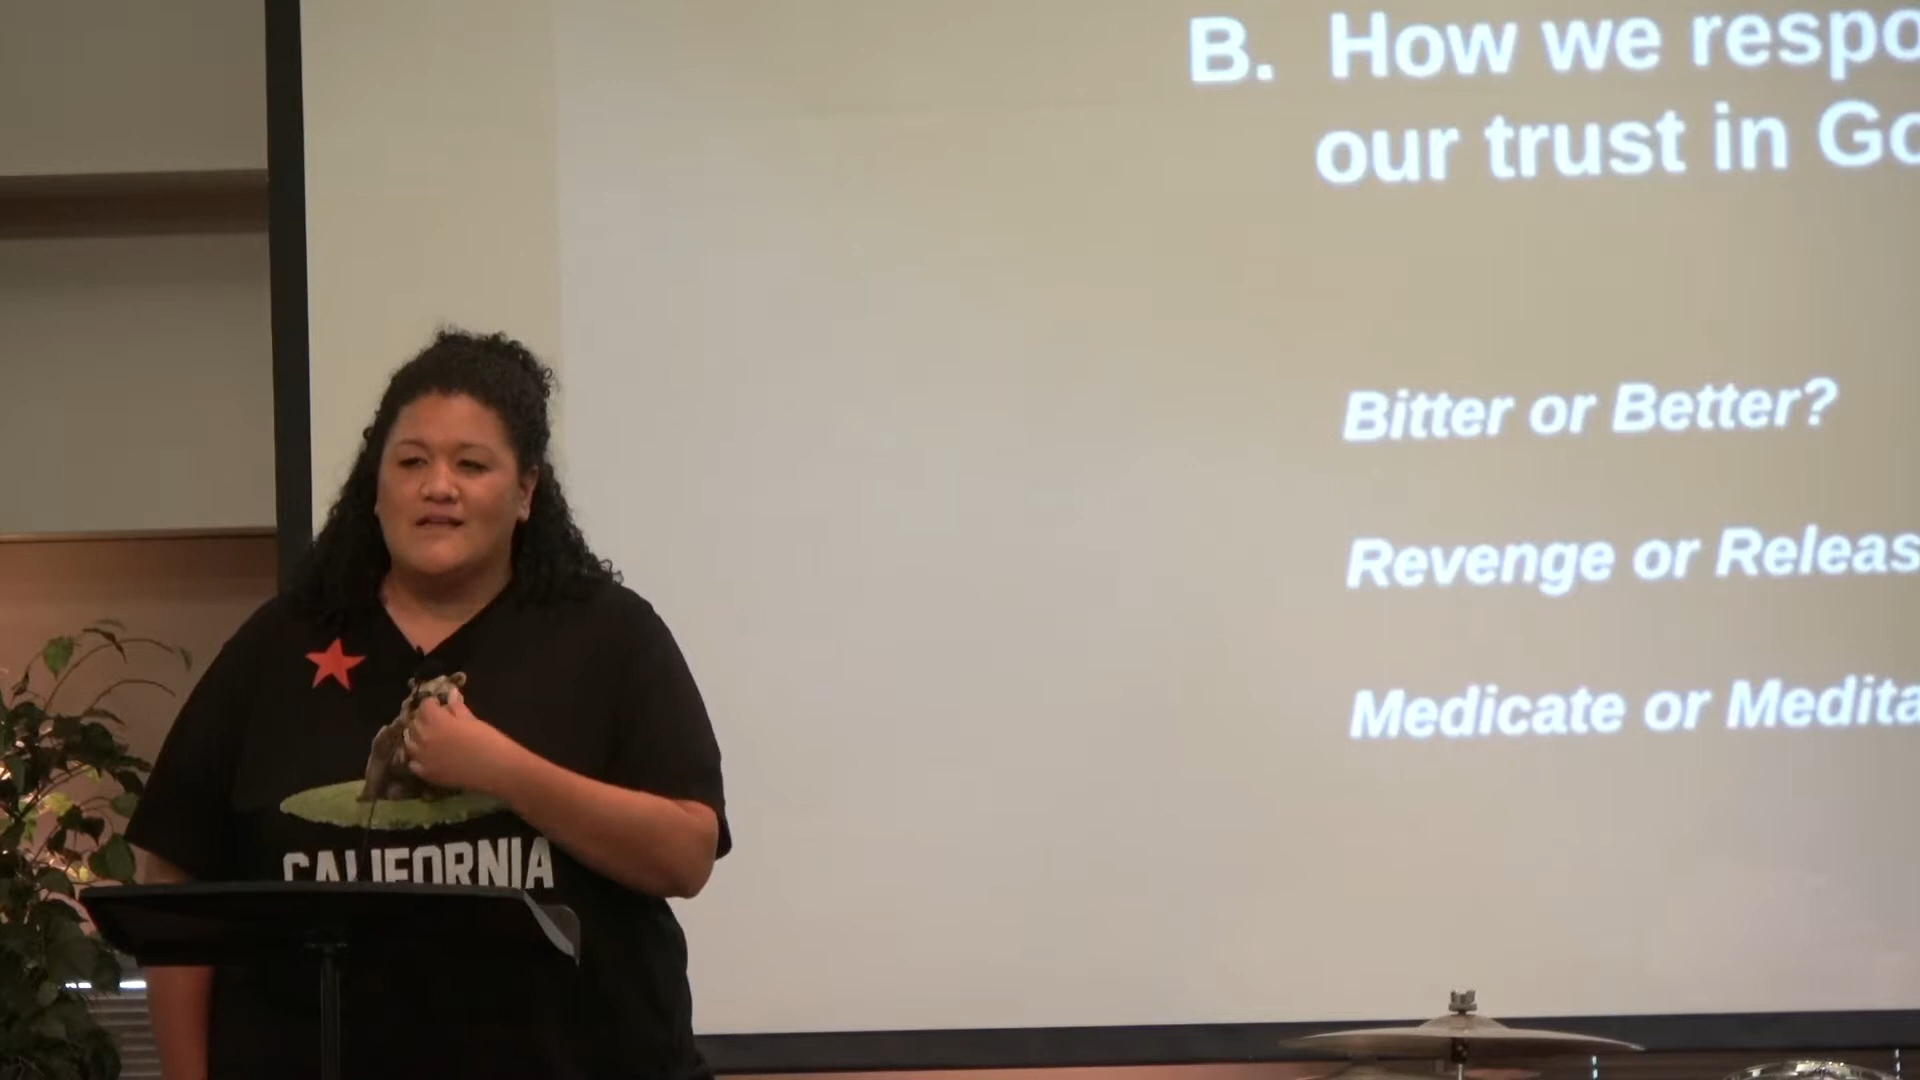 B. How we respo
our trust in Go
Bitter or Better?
Revenge or Releas
Medicate or Medita
CALIFORNIA